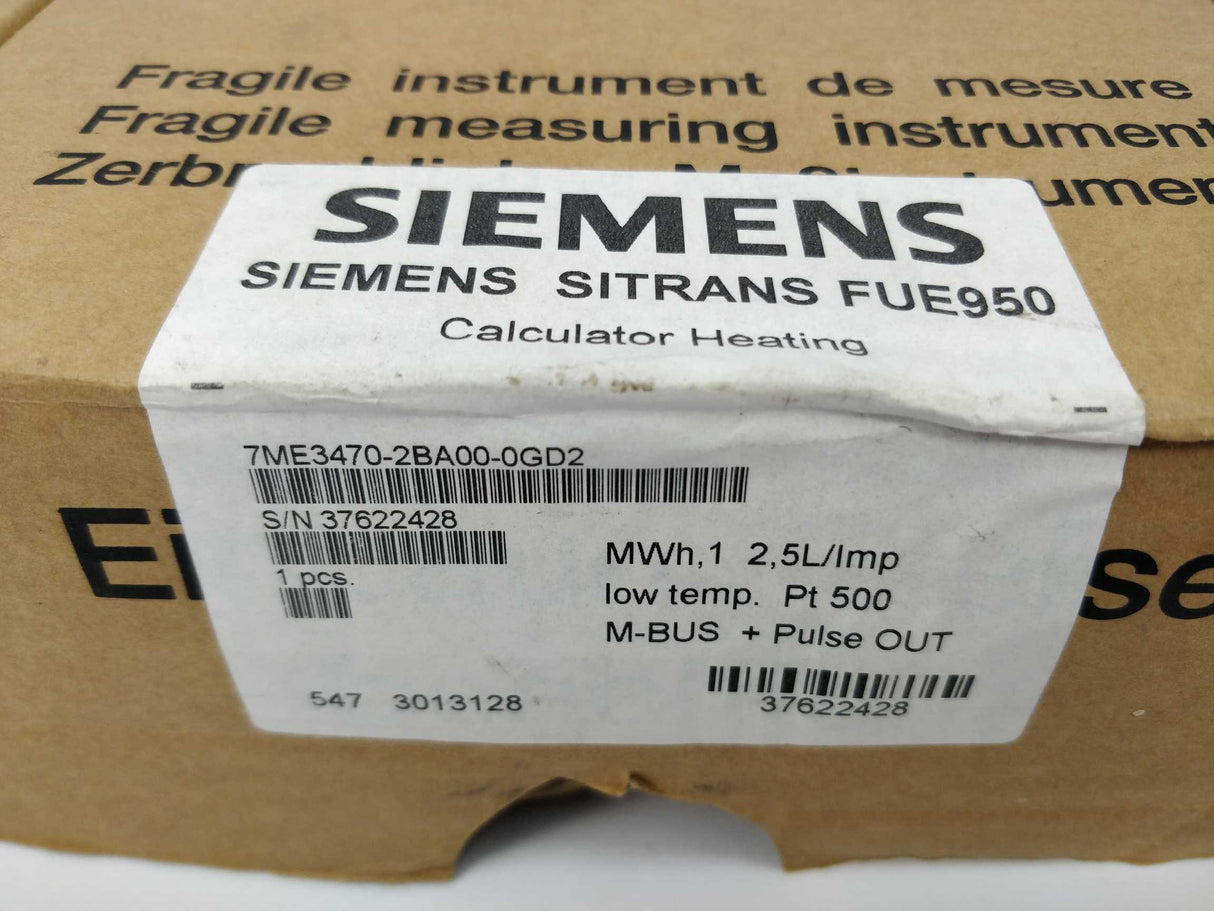 Fragile instrument de mesure
Fragile measuring instrument
SIEMENS
SIEMENS SITRANS FUE950
Calculator Heating
7ME3470-2BA00-0GD2
S/N 37622428
1 pcs.
MWh,1 2,5L/Imp
low temp. Pt 500
M-BUS + Pulse OUT
547 3013128
37622428